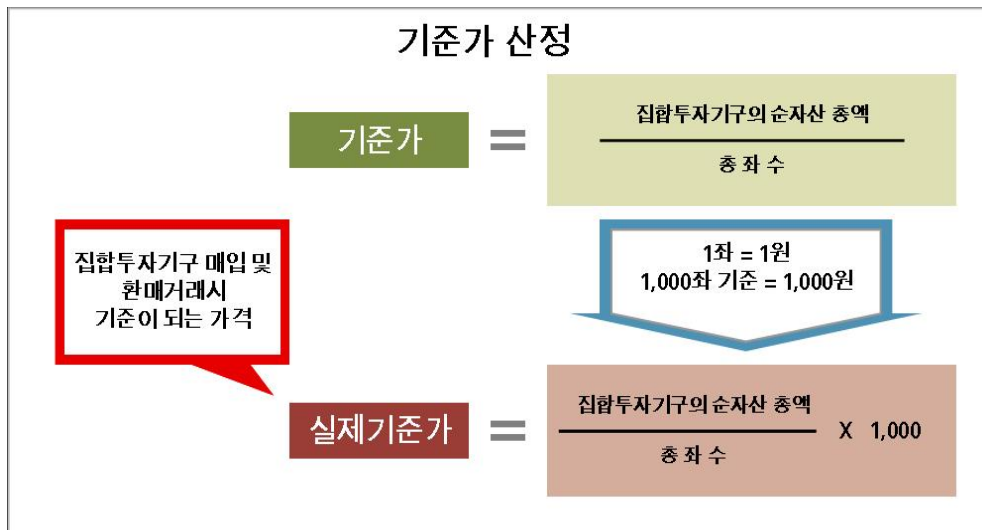 기준가 산정
기준가
=
집합투자기구의 순자산 총액
총 좌 수
집합투자기구 매입 및
환매거래시
기준이 되는 가격
1좌 = 1원
1,000좌 기준 = 1,000원
실제기준가
=
집합투자기구의 순자산 총액
총 좌 수
X 1,000